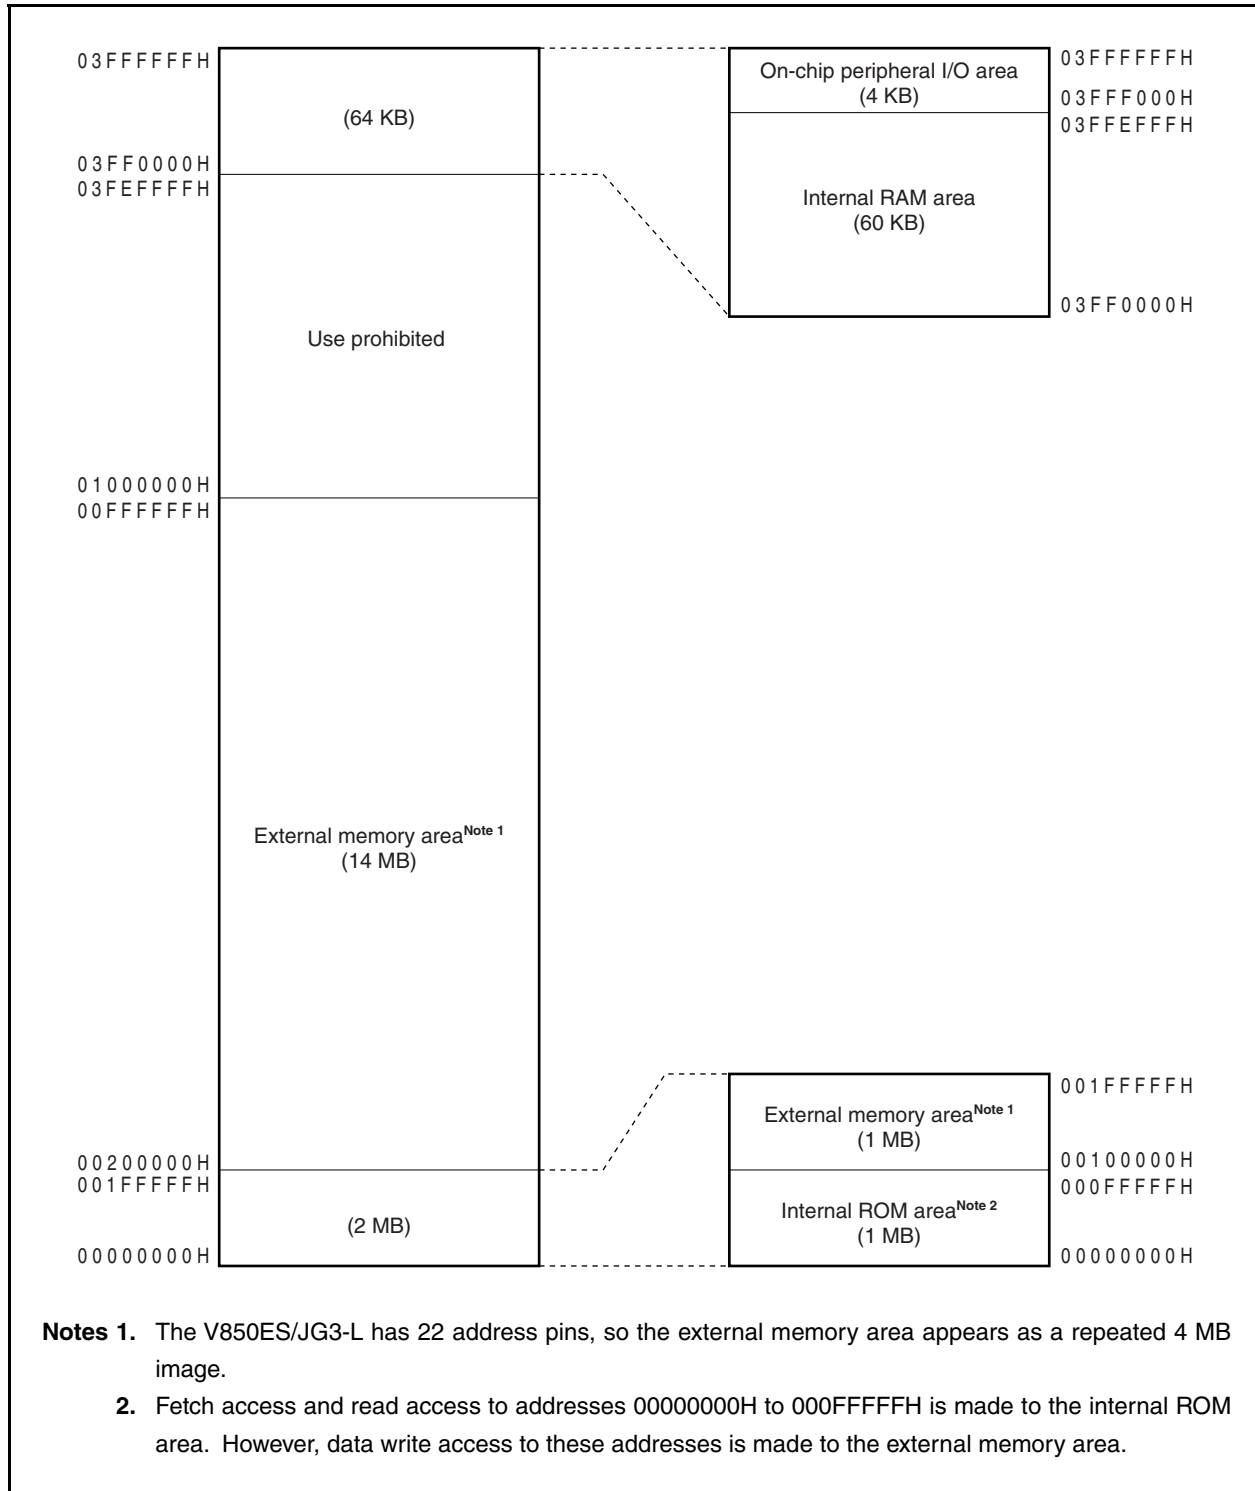 03FFFFFFH
(64 KB)
03FF0000H
03FEFFFFH
Use prohibited
01000000H
00FFFFFFH
External memory areaNote 1
(14 MB)
00200000H
001FFFFFH
(2 MB)
00000000H
On-chip peripheral I/O area
(4 KB)
03FFFFFFH
03FFF000H
03FFEFFFH
Internal RAM area
(60 KB)
03FF0000H
001FFFFFH
External memory areaNote 1
(1 MB)
00100000H
000FFFFFH
Internal ROM areaNote 2
(1 MB)
00000000H
Notes 1. The V850ES/JG3-L has 22 address pins, so the external memory area appears as a repeated 4 MB
image.
2. Fetch access and read access to addresses 00000000H to 000FFFFFH is made to the internal ROM
area. However, data write access to these addresses is made to the external memory area.